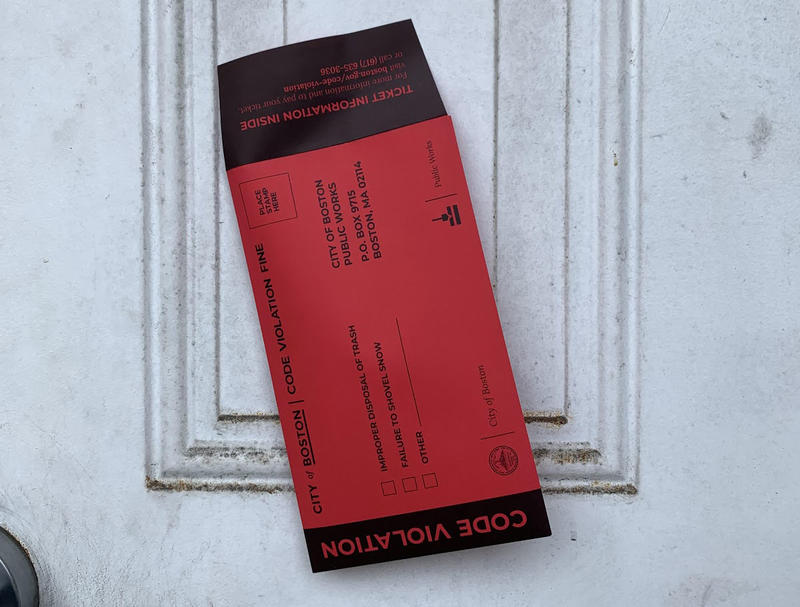 TICKET INFORMATION INSIDE
For more information and to pay your ticket,
visit boston.gov/code-violation
or call (617) 635-3036
CITY of BOSTON | CODE VIOLATION FINE
PLACE
STAMP
HERE
CITY OF BOSTON
PUBLIC WORKS
P.O. BOX 9715
BOSTON, MA 02114
IMPROPER DISPOSAL OF TRASH
FAILURE TO SHOVEL SNOW
OTHER
City of Boston
Public Works
CODE VIOLATION